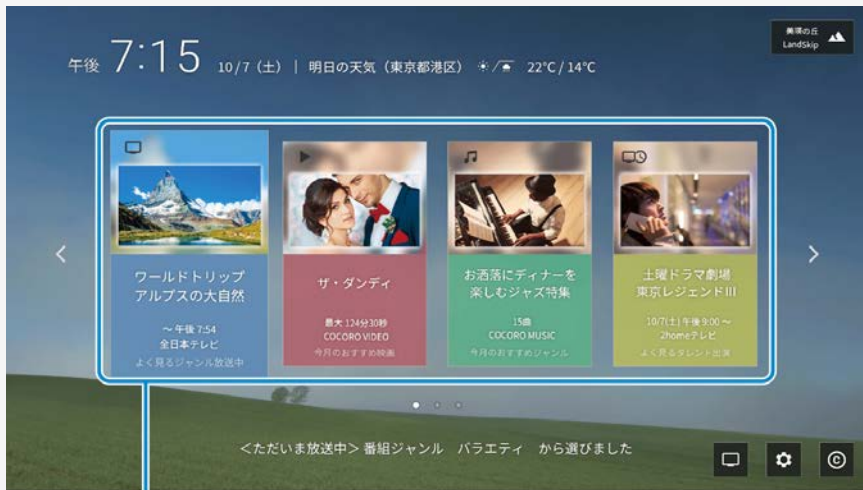 美瑛の丘
LandSkip
午後 7:15 10/7 (土) | 明日の天気 (東京都港区) 22℃/14℃
ワールドトリップ
アルプスの大自然
～午後 7:54
全日本テレビ
よく見るジャンル放送中
ザ・ダンディ
最大 124分30秒
COCORO VIDEO
今月のおすすめ映画
お洒落にディナーを
楽しむジャズ特集
15曲
COCORO MUSIC
今月のおすすめジャンル
土曜ドラマ劇場
東京レジェンドIII
10/7(土) 午後 9:00 ～
2homeテレビ
よく見るタレント出演
＜ただいま放送中＞ 番組ジャンル バラエティ から選びました
©